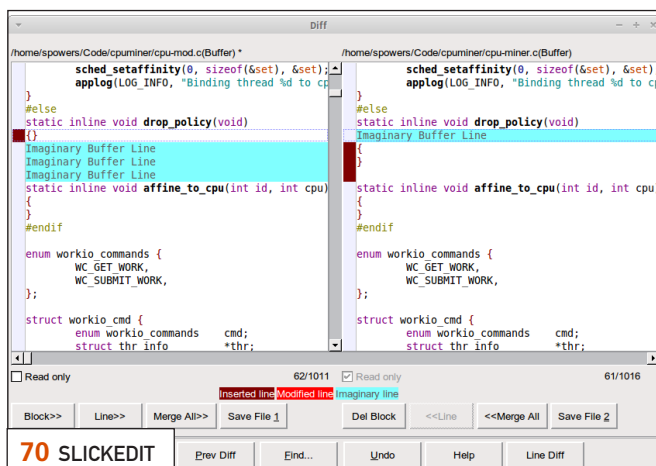 Diff
/home/spowers/Code/cpuminer/cpu-mod.c(Buffer) *
sched_setaffinity(0, sizeof(&set), &set);
applog(LOG_INFO, "Binding thread %d to cp
}
#else
static inline void drop_policy(void)
{}
Imaginary Buffer Line
Imaginary Buffer Line
Imaginary Buffer Line
static inline void affine_to_cpu(int id, int cpu)
{
}
#endif
enum workio_commands {
WC_GET_WORK,
WC_SUBMIT_WORK,
};
struct workio_cmd {
enum workio_commands cmd;
struct thr_info *thr;
/home/spowers/Code/cpuminer/cpu-miner.c(Buffer)
sched_setaffinity(0, sizeof(&set), &set)
applog(LOG_INFO, "Binding thread %d to
}
#else
static inline void drop_policy(void)
Imaginary Buffer Line
{
}
static inline void affine_to_cpu(int id, int cpu
{
}
#endif
enum workio_commands {
WC_GET_WORK,
WC_SUBMIT_WORK,
};
struct workio_cmd {
enum workio_commands cmd;
struct thr_info *thr;
Read only 62/1011 Read only 61/1016
Inserted line Modified line Imaginary line
Block>> Line>> Merge All>> Save File 1 Del Block <<Line <<Merge All Save File 2
Prev Diff Find... Undo Help Line Diff
70 SLICKEDIT